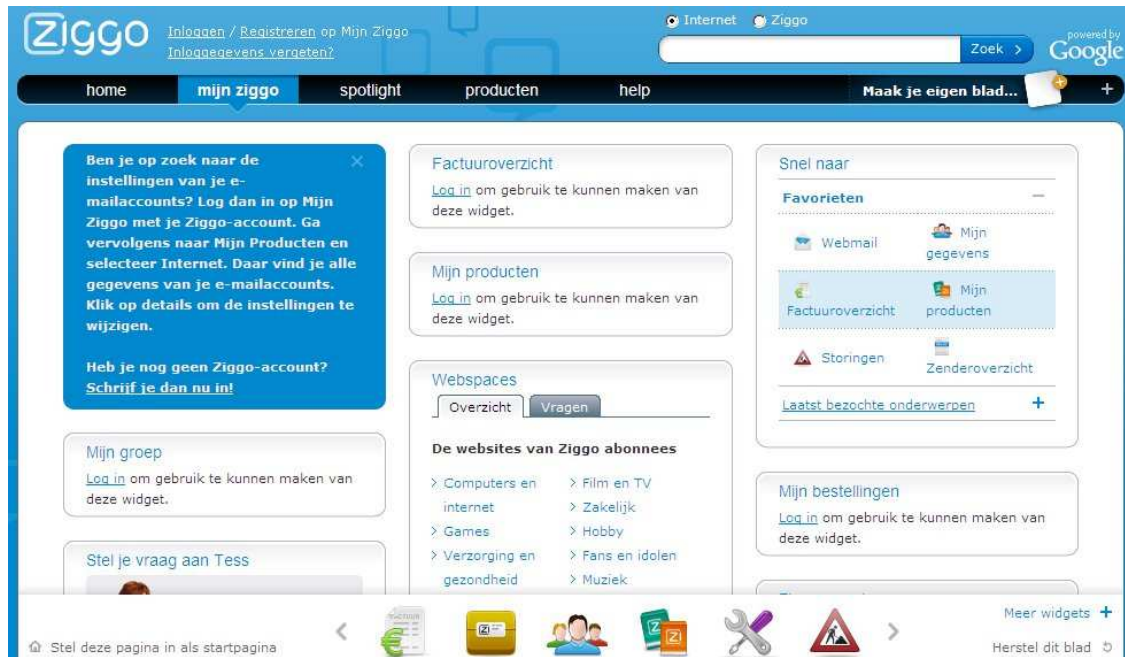 Ziggo
Inloggen / Registreren op Mijn Ziggo
Inloggegevens vergeten?
Internet Ziggo
Zoek >
powered by
Google
home mijn ziggo spotlight producten help Maak je eigen blad... +
Ben je op zoek naar de
instellingen van je e-
mailaccounts? Log dan in op Mijn
Ziggo met je Ziggo-account. Ga
vervolgens naar Mijn Producten en
selecteer Internet. Daar vind je alle
gegevens van je e-mailaccounts.
Klik op details om de instellingen te
wijzigen.
Heb je nog geen Ziggo-account?
Schrijf je dan nu in!
Mijn groep
Log in om gebruik te kunnen maken van
deze widget.
Stel je vraag aan Tess
Factuuroverzicht
Log in om gebruik te kunnen maken van
deze widget.
Mijn producten
Log in om gebruik te kunnen maken van
deze widget.
Webspaces
Overzicht Vragen
De websites van Ziggo abonnees
> Computers en
internet
> Games
> Verzorging en
gezondheid
> Film en TV
> Zakelijk
> Hobby
> Fans en idolen
> Muziek
Snel naar
Favorieten
Webmail
Mijn
gegevens
Factuuroverzicht
Mijn
producten
Storingen
Zenderoverzicht
Laatst bezochte onderwerpen +
Mijn bestellingen
Log in om gebruik te kunnen maken van
deze widget.
Stel deze pagina in als startpagina
Meer widgets +
Herstel dit blad